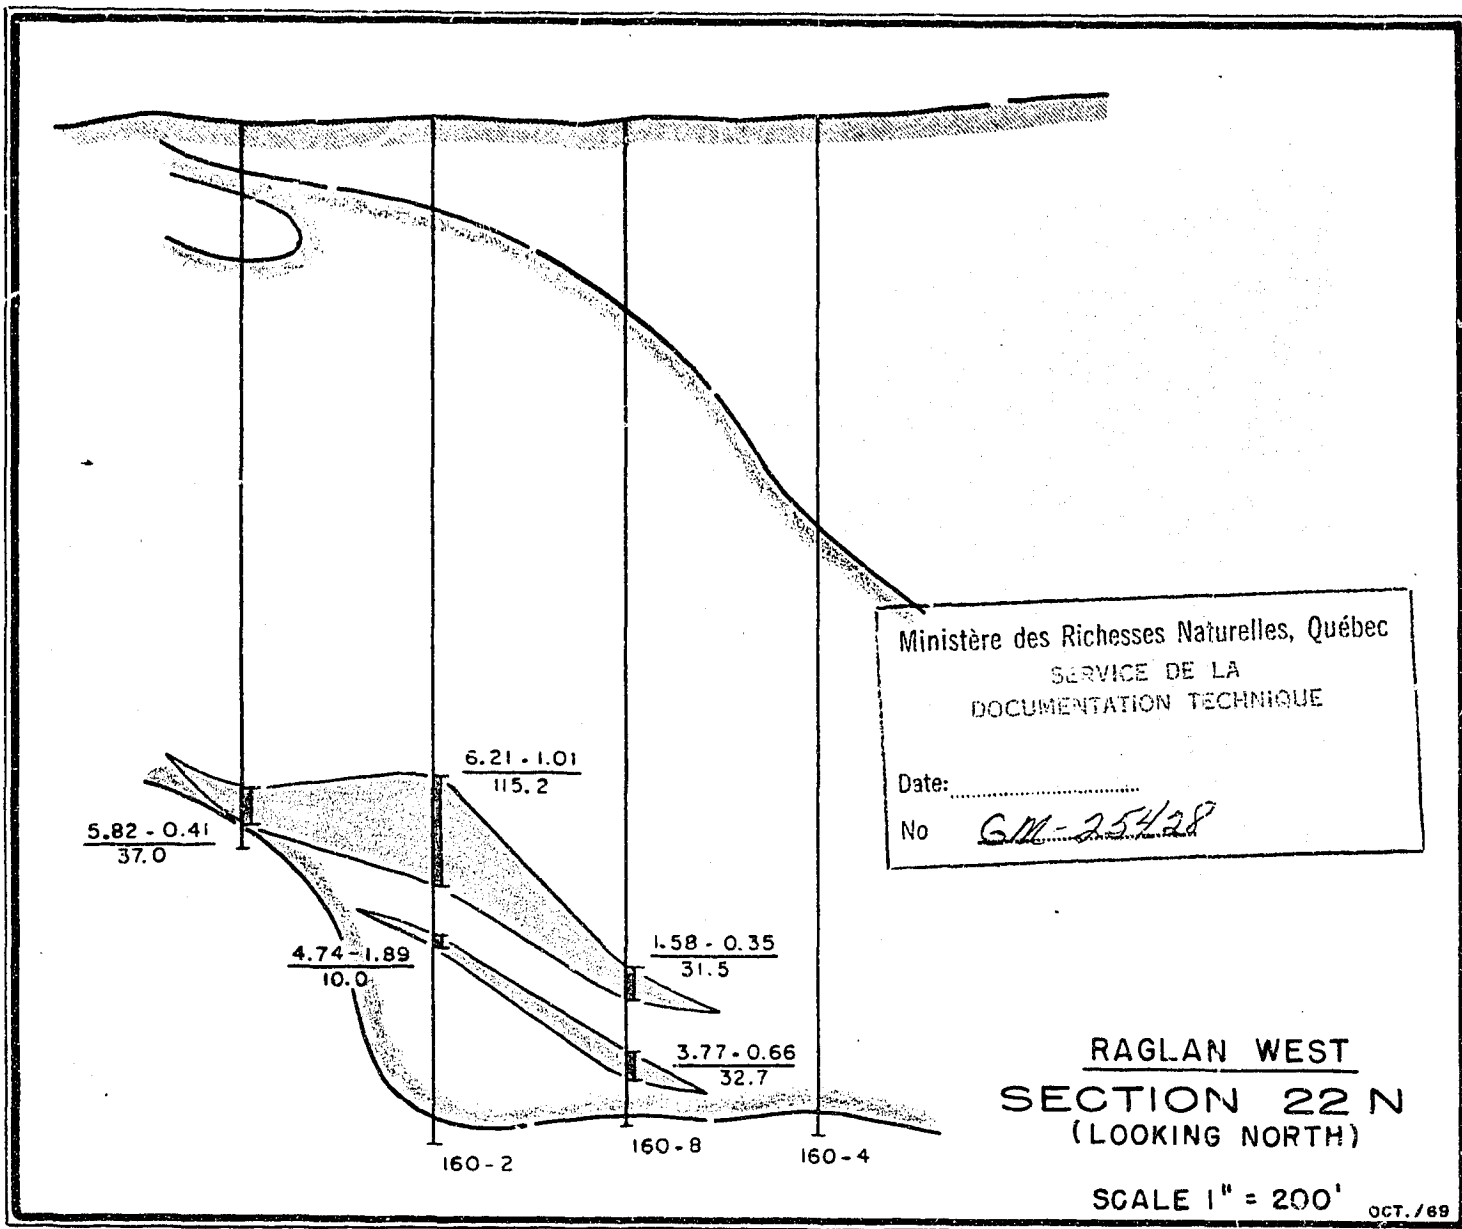 Ministère des Richesses Naturelles, Québec
SERVICE DE LA
DOCUMENTATION TECHNIQUE
Date:
No GM-25428
6.21 - 1.01
115.2
5.82 - 0.41
37.0
4.74 - 1.89
10.0
1.58 - 0.35
31.5
3.77 - 0.66
32.7
160-2
160-8
160-4
RAGLAN WEST
SECTION 22 N
(LOOKING NORTH)
SCALE 1" = 200'
OCT./69